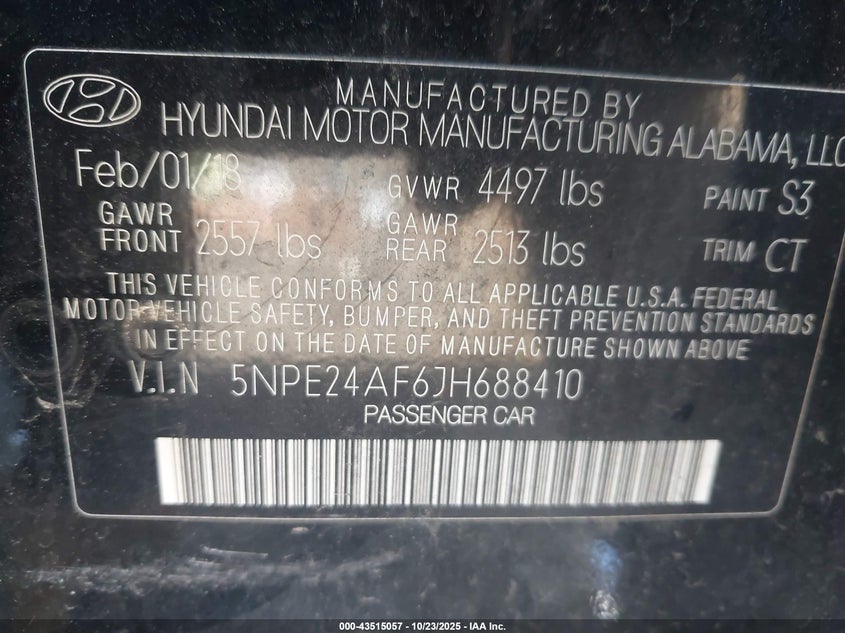 MANUFACTURED BY
HYUNDAI MOTOR MANUFACTURING ALABAMA, LLC
Feb/01/18 GVWR 4497 lbs PAINT S3
GAWR FRONT 2557 lbs GAWR REAR 2513 lbs TRIM CT
THIS VEHICLE CONFORMS TO ALL APPLICABLE U.S.A. FEDERAL
MOTOR VEHICLE SAFETY, BUMPER, AND THEFT PREVENTION STANDARDS
IN EFFECT ON THE DATE OF MANUFACTURE SHOWN ABOVE
V.I.N 5NPE24AF6JH688410
PASSENGER CAR
000-43515057 - 10/23/2025 - IAA Inc.